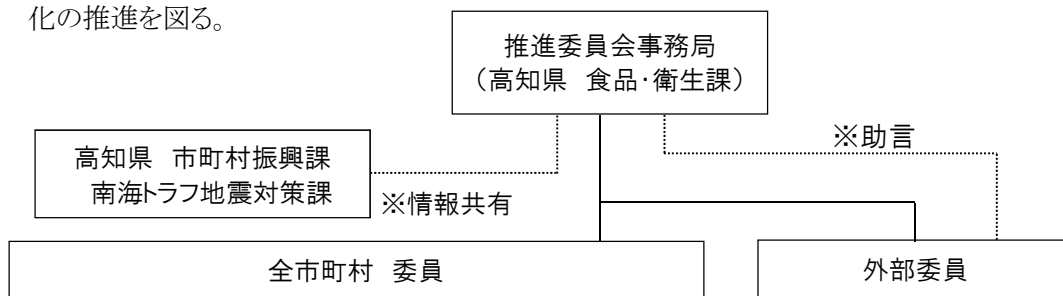 化の推進を図る。
推進委員会事務局
（高知県　食品・衛生課）
※助言
高知県　市町村振興課
南海トラフ地震対策課
※情報共有
全市町村　委員
外部委員